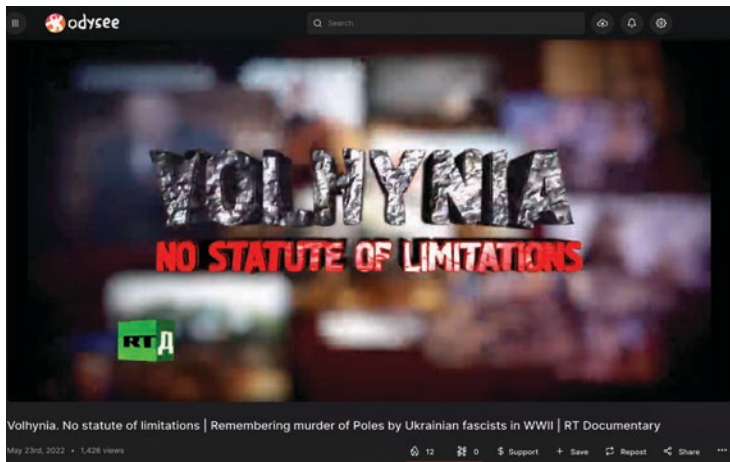 odysee
Search
VOLHYNIA
NO STATUTE OF LIMITATIONS
RT Д
Volhynia. No statute of limitations | Remembering murder of Poles by Ukrainian fascists in WWII | RT Documentary
May 23rd, 2022 • 1,426 views 12 0 $ Support + Save Repost Share •••